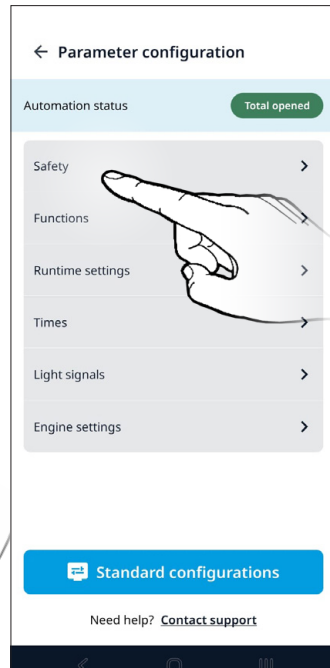 Parameter configuration
Automation status
Total opened
Safety
Functions
Runtime settings
Times
Light signals
Engine settings
Standard configurations
Need help? Contact support